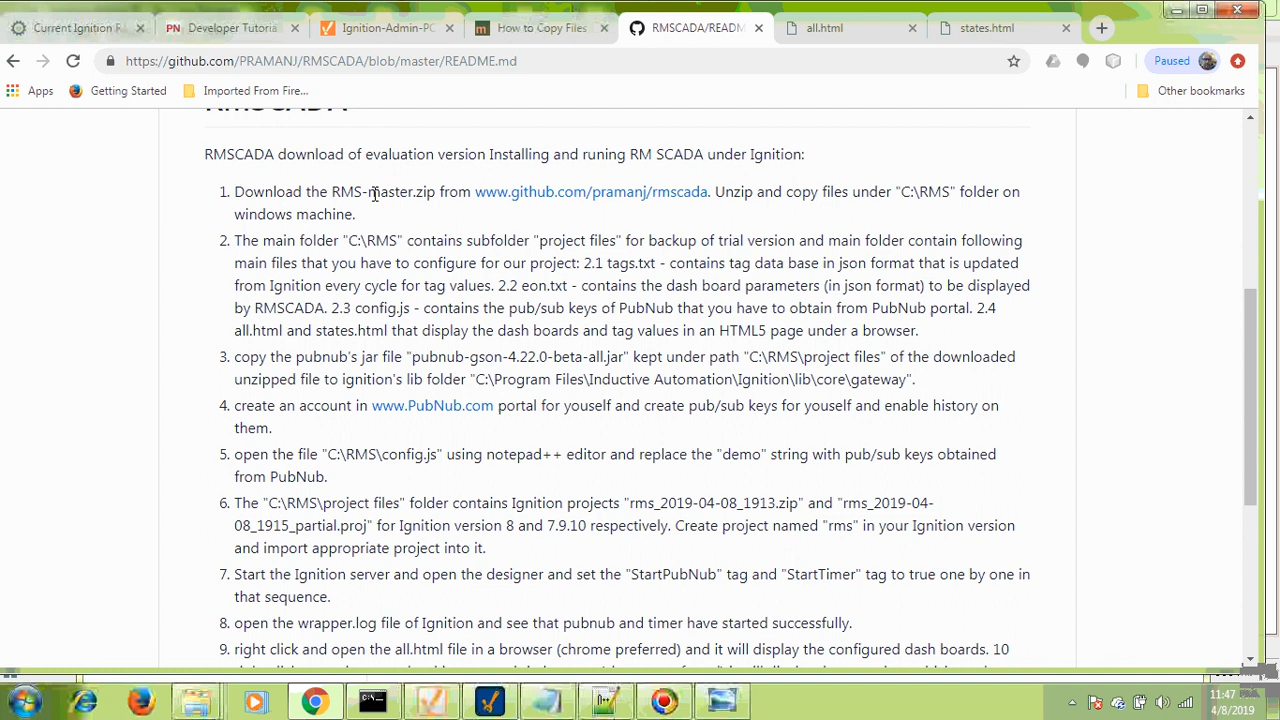 Current Ignition R
Developer Tutoria
Ignition-Admin-PC
How to Copy Files
RMSCADA/READM
all.html
states.html
https://github.com/PRAMANJ/RMSCADA/blob/master/README.md
Paused
Apps
Getting Started
Imported From Fire...
Other bookmarks
RMSCADA
RMSCADA download of evaluation version Installing and runing RM SCADA under Ignition:
1. Download the RMS-master.zip from www.github.com/pramanj/rmscada. Unzip and copy files under "C:\RMS" folder on
windows machine.
2. The main folder "C:\RMS" contains subfolder "project files" for backup of trial version and main folder contain following
main files that you have to configure for our project: 2.1 tags.txt - contains tag data base in json format that is updated
from Ignition every cycle for tag values. 2.2 eon.txt - contains the dash board parameters (in json format) to be displayed
by RMSCADA. 2.3 config.js - contains the pub/sub keys of PubNub that you have to obtain from PubNub portal. 2.4
all.html and states.html that display the dash boards and tag values in an HTML5 page under a browser.
3. copy the pubnub's jar file "pubnub-gson-4.22.0-beta-all.jar" kept under path "C:\RMS\project files" of the downloaded
unzipped file to ignition's lib folder "C:\Program Files\Inductive Automation\Ignition\lib\core\gateway".
4. create an account in www.PubNub.com portal for youself and create pub/sub keys for youself and enable history on
them.
5. open the file "C:\RMS\config.js" using notepad++ editor and replace the "demo" string with pub/sub keys obtained
from PubNub.
6. The "C:\RMS\project files" folder contains Ignition projects "rms_2019-04-08_1913.zip" and "rms_2019-04-
08_1915_partial.proj" for Ignition version 8 and 7.9.10 respectively. Create project named "rms" in your Ignition version
and import appropriate project into it.
7. Start the Ignition server and open the designer and set the "StartPubNub" tag and "StartTimer" tag to true one by one in
that sequence.
8. open the wrapper.log file of Ignition and see that pubnub and timer have started successfully.
9. right click and open the all.html file in a browser (chrome preferred) and it will display the configured dash boards. 10
11:47
4/8/2019